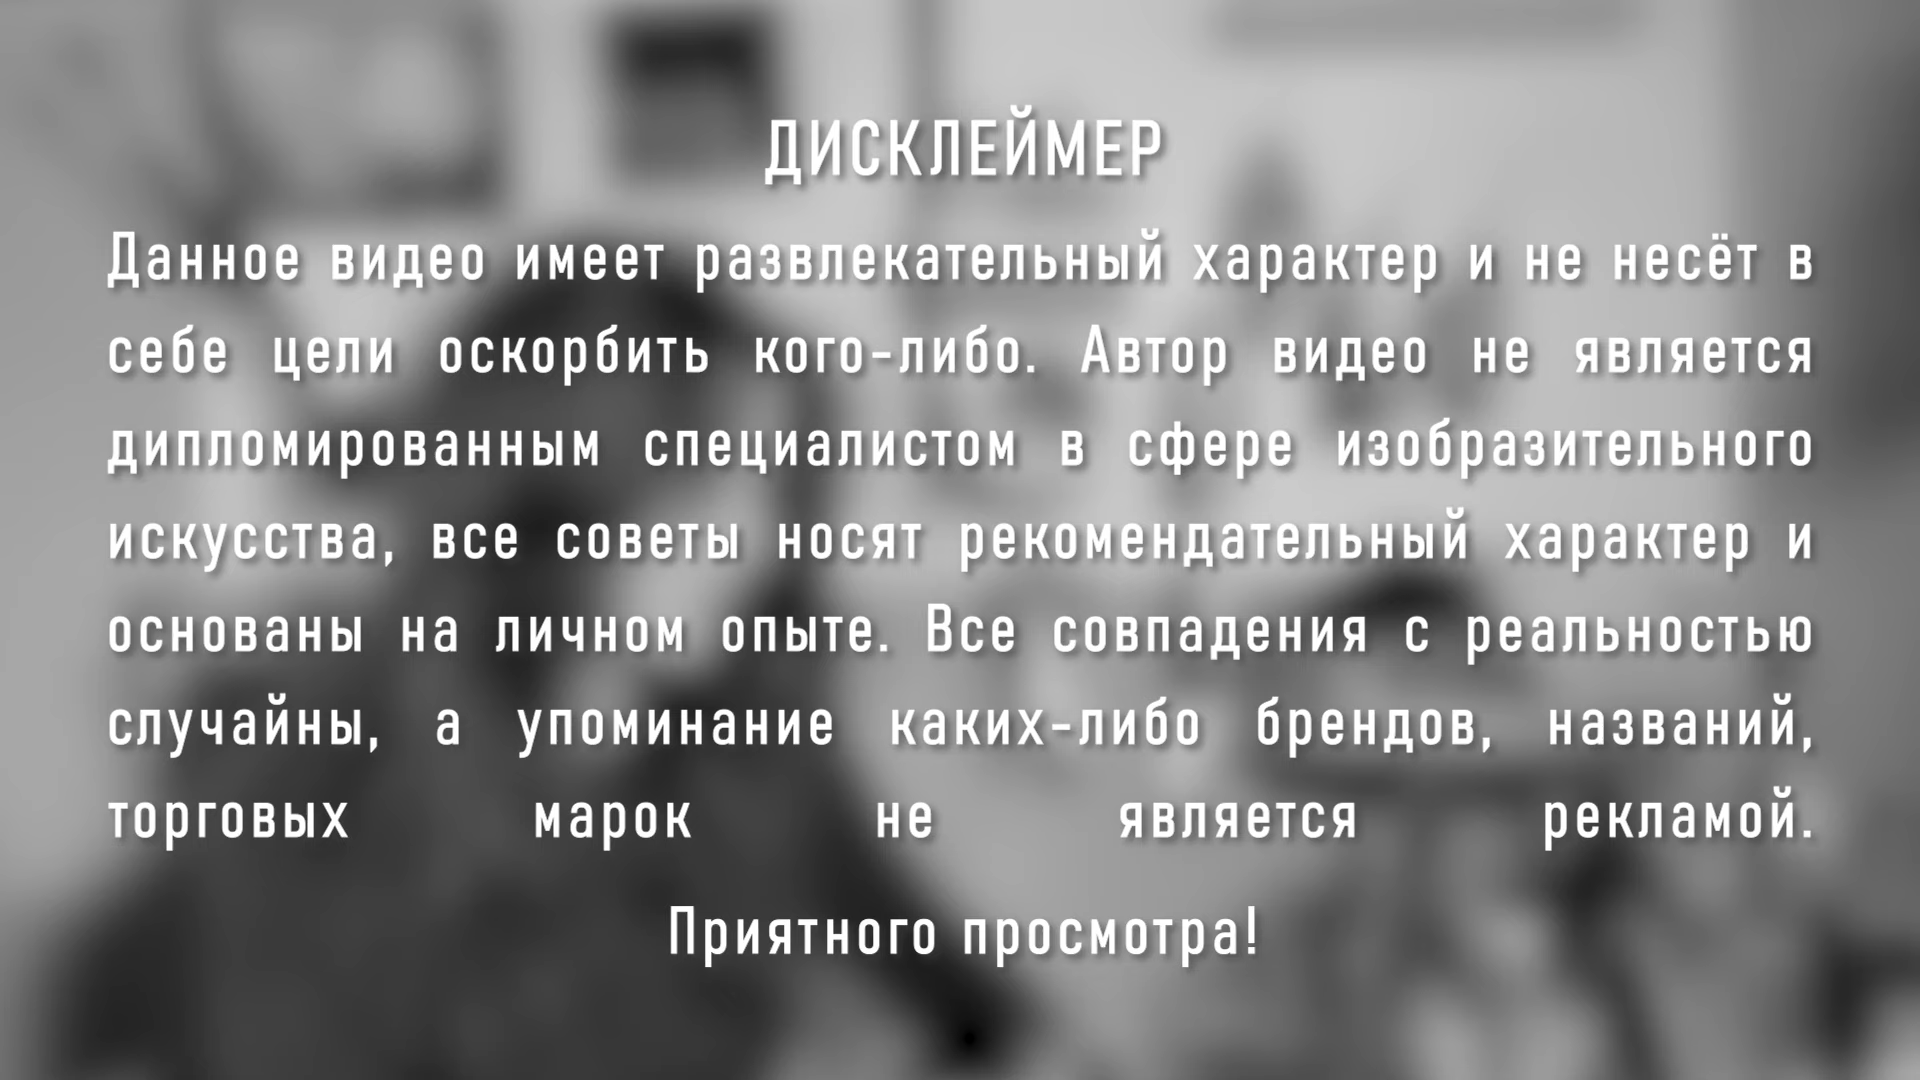 ДИСКЛЕЙМЕР
Данное видео имеет развлекательный характер и не несёт в
себе цели оскорбить кого-либо. Автор видео не является
дипломированным специалистом в сфере изобразительного
искусства, все советы носят рекомендательный характер и
основаны на личном опыте. Все совпадения с реальностью
случайны, а упоминание каких-либо брендов, названий,
торговых марок не является рекламой.
Приятного просмотра!